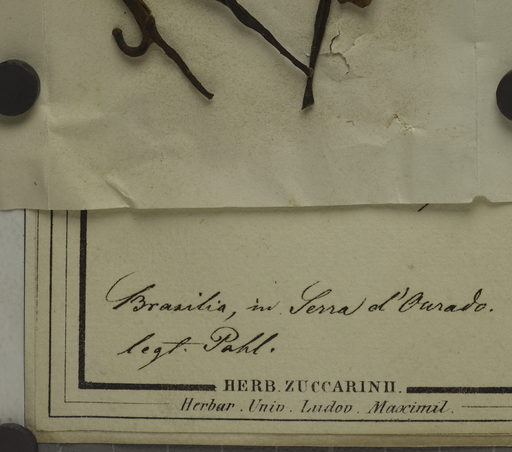 Brasilia, in Serra d'Ourado.
legt. Pohl.
HERB. ZUCCARINII.
Herbar. Univ. Ludov. Maximil.